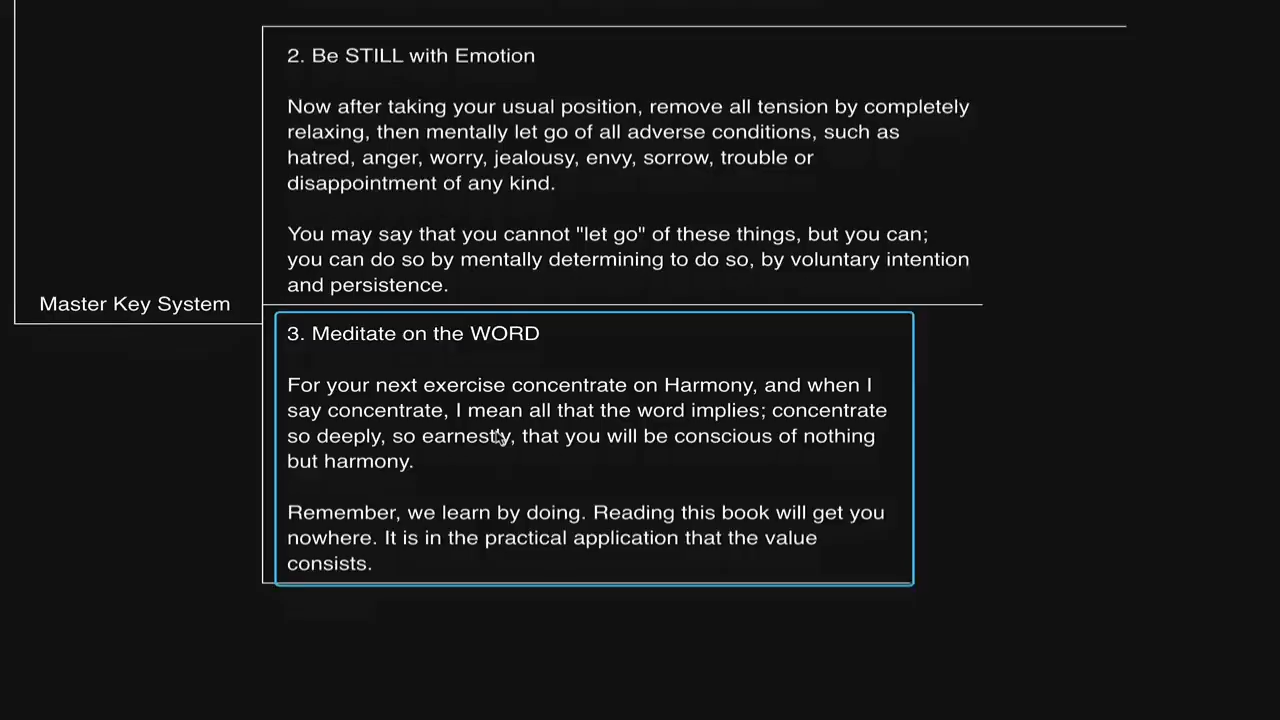 2. Be STILL with Emotion
Now after taking your usual position, remove all tension by completely
relaxing, then mentally let go of all adverse conditions, such as
hatred, anger, worry, jealousy, envy, sorrow, trouble or
disappointment of any kind.
You may say that you cannot "let go" of these things, but you can;
you can do so by mentally determining to do so, by voluntary intention
and persistence.
Master Key System
3. Meditate on the WORD
For your next exercise concentrate on Harmony, and when I
say concentrate, I mean all that the word implies; concentrate
so deeply, so earnestly, that you will be conscious of nothing
but harmony.
Remember, we learn by doing. Reading this book will get you
nowhere. It is in the practical application that the value
consists.